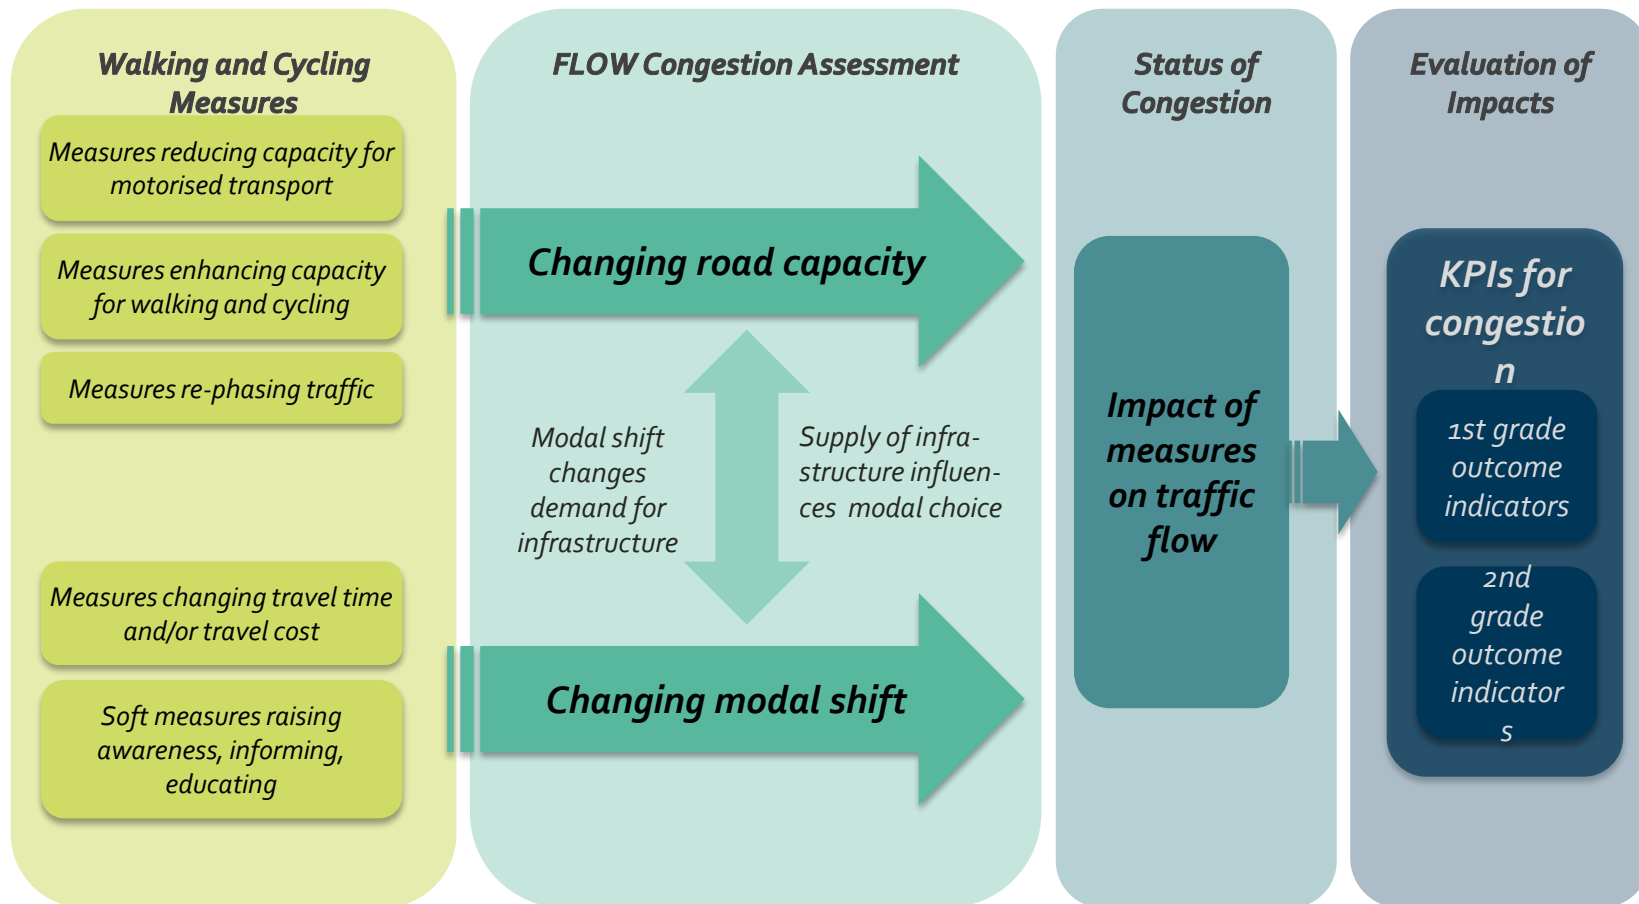 Walking and Cycling
Measures
Measures reducing capacity for
motorised transport
Measures enhancing capacity
for walking and cycling
Measures re-phasing traffic
Measures changing travel time
and/or travel cost
Soft measures raising
awareness, informing,
educating
FLOW Congestion Assessment
Changing road capacity
Modal shift
changes
demand for
infrastructure
Supply of infra-
structure influen-
ces modal choice
Changing modal shift
Status of
Congestion
Impact of
measures
on traffic
flow
Evaluation of
Impacts
KPIs for
congestio
n
1st grade
outcome
indicators
2nd
grade
outcome
indicator
s